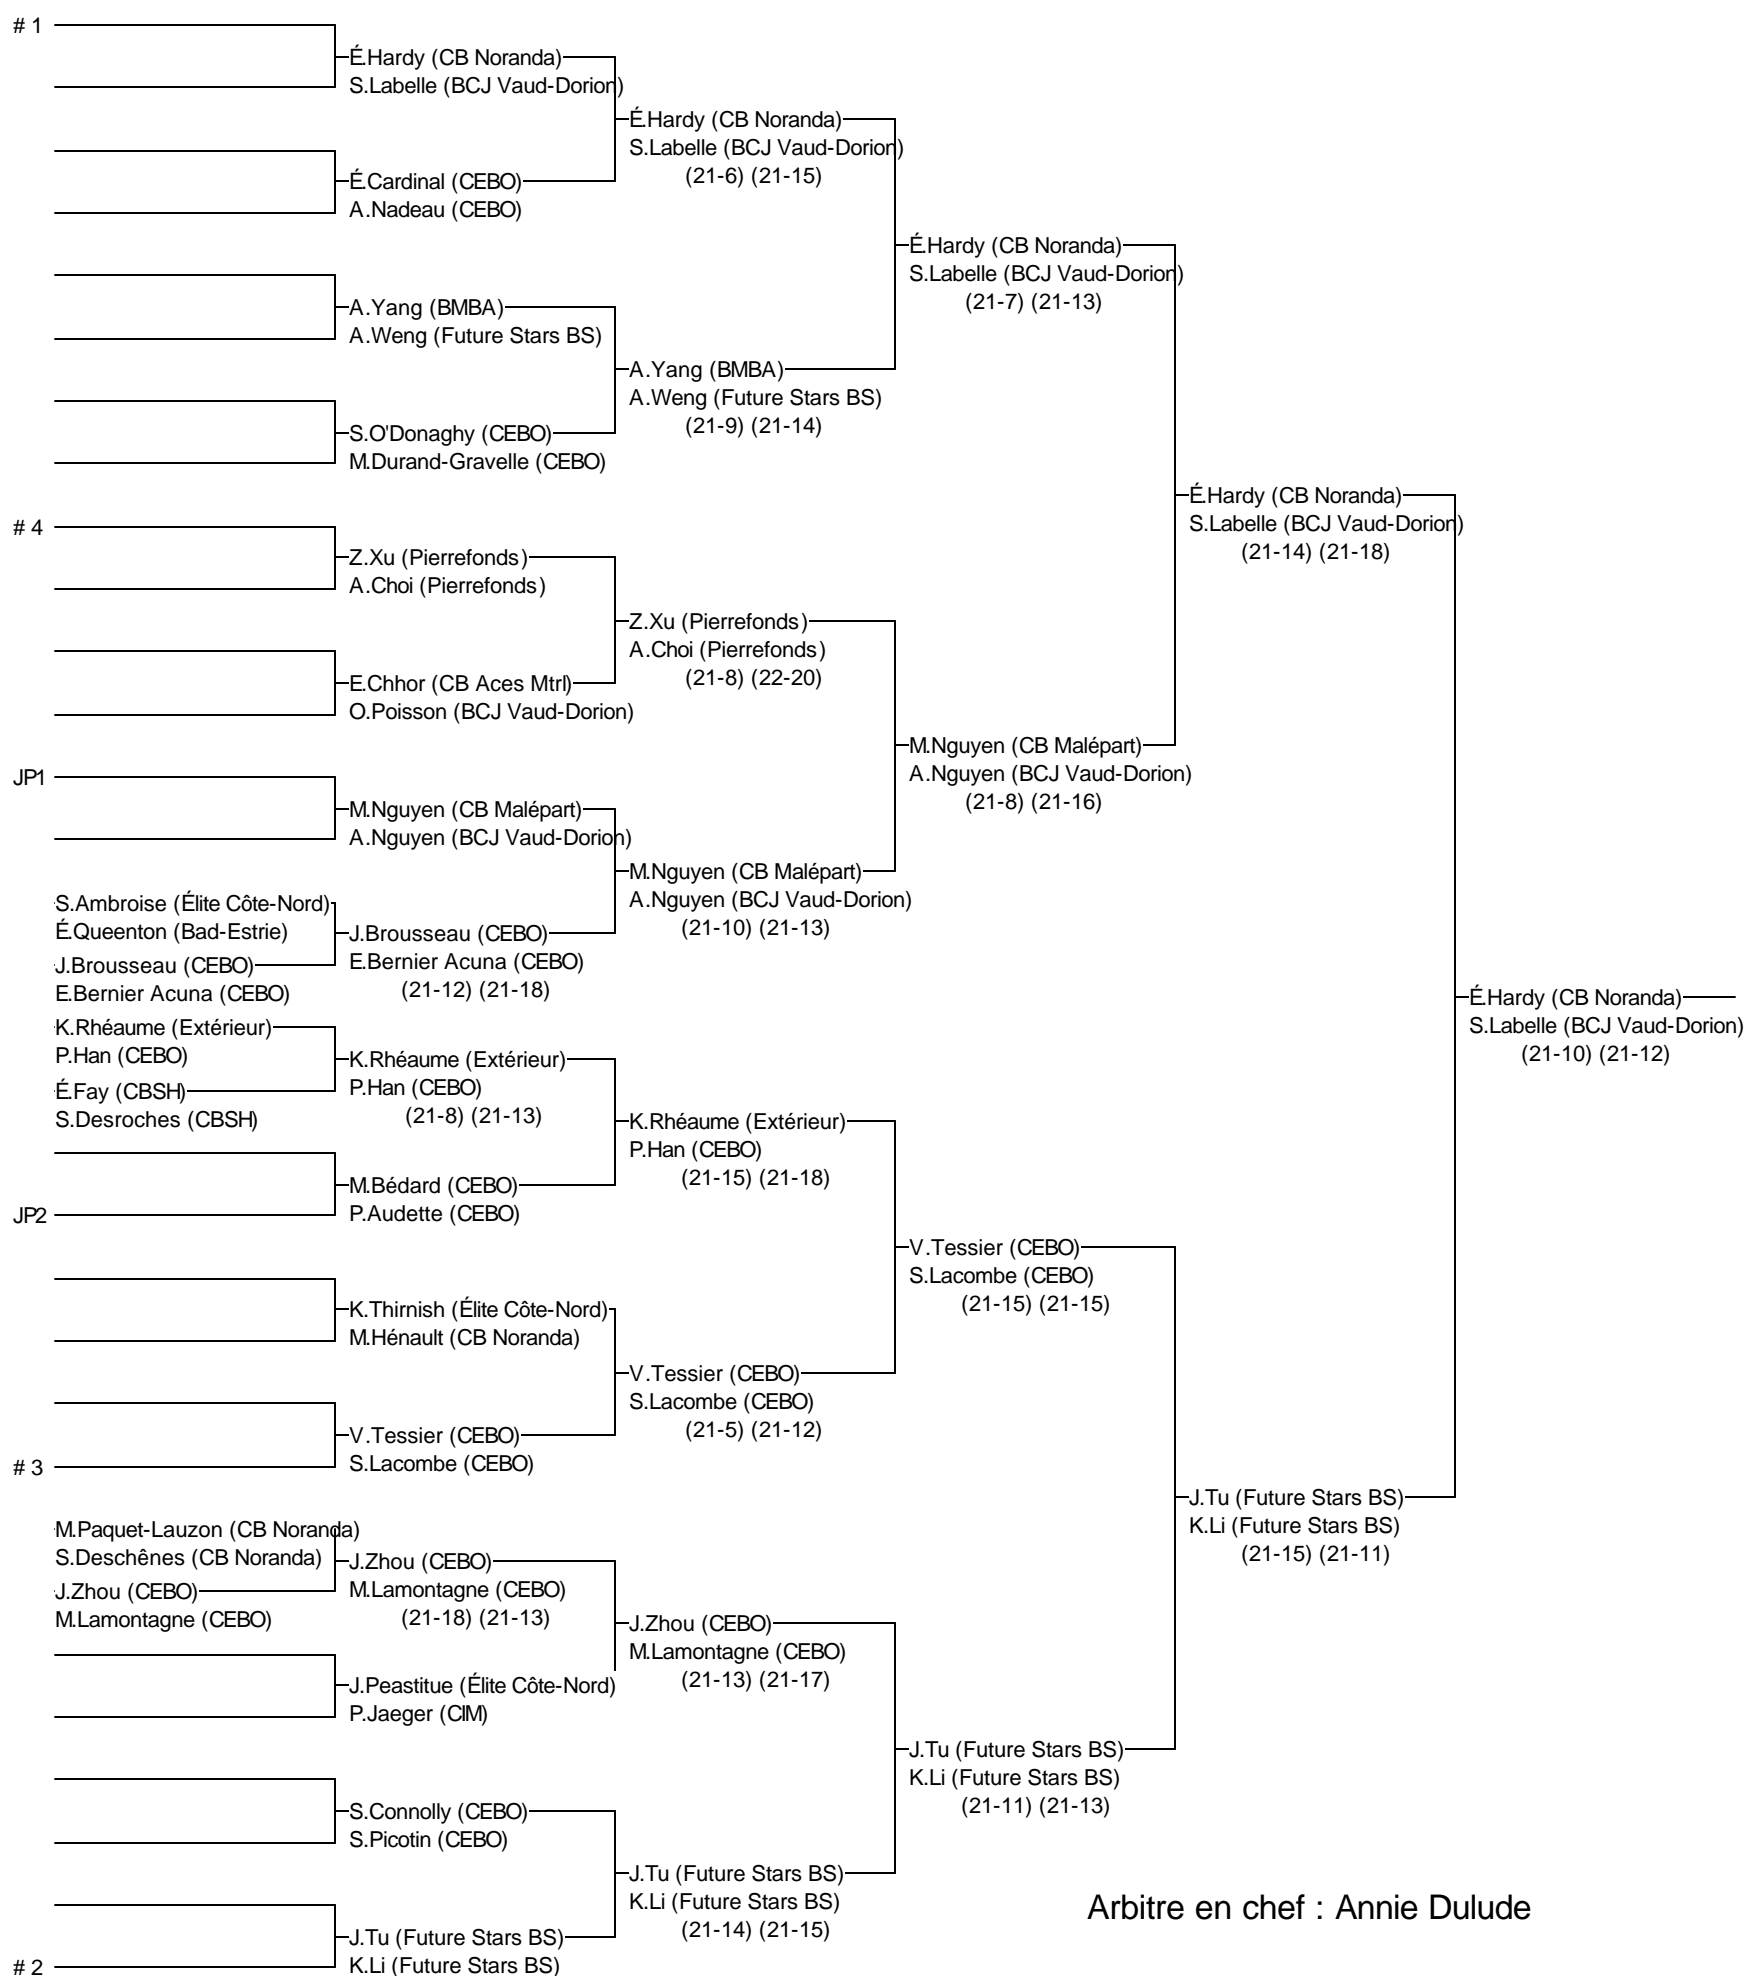 # 1
É.Hardy (CB Noranda)
S.Labelle (BCJ Vaud-Dorion)
É.Hardy (CB Noranda)
S.Labelle (BCJ Vaud-Dorion)
(21-6) (21-15)
É.Cardinal (CEBO)
A.Nadeau (CEBO)
É.Hardy (CB Noranda)
S.Labelle (BCJ Vaud-Dorion)
(21-7) (21-13)
A.Yang (BMBA)
A.Weng (Future Stars BS)
A.Yang (BMBA)
A.Weng (Future Stars BS)
(21-9) (21-14)
S.O'Donaghy (CEBO)
M.Durand-Gravelle (CEBO)
É.Hardy (CB Noranda)
S.Labelle (BCJ Vaud-Dorion)
(21-14) (21-18)
# 4
Z.Xu (Pierrefonds)
A.Choi (Pierrefonds)
Z.Xu (Pierrefonds)
A.Choi (Pierrefonds)
(21-8) (22-20)
E.Chhor (CB Aces Mtrl)
O.Poisson (BCJ Vaud-Dorion)
M.Nguyen (CB Malépart)
A.Nguyen (BCJ Vaud-Dorion)
(21-8) (21-16)
JP1
M.Nguyen (CB Malépart)
A.Nguyen (BCJ Vaud-Dorion)
M.Nguyen (CB Malépart)
A.Nguyen (BCJ Vaud-Dorion)
(21-10) (21-13)
S.Ambroise (Élite Côte-Nord)
É.Queenton (Bad-Estrie)
J.Brousseau (CEBO)
E.Bernier Acuna (CEBO)
(21-12) (21-18)
J.Brousseau (CEBO)
E.Bernier Acuna (CEBO)
É.Hardy (CB Noranda)
S.Labelle (BCJ Vaud-Dorion)
(21-10) (21-12)
K.Rhéaume (Extérieur)
P.Han (CEBO)
K.Rhéaume (Extérieur)
P.Han (CEBO)
(21-8) (21-13)
É.Fay (CBSH)
S.Desroches (CBSH)
K.Rhéaume (Extérieur)
P.Han (CEBO)
(21-15) (21-18)
M.Bédard (CEBO)
P.Audette (CEBO)
JP2
V.Tessier (CEBO)
S.Lacombe (CEBO)
(21-15) (21-15)
K.Thirnish (Élite Côte-Nord)
M.Hénault (CB Noranda)
V.Tessier (CEBO)
S.Lacombe (CEBO)
(21-5) (21-12)
V.Tessier (CEBO)
S.Lacombe (CEBO)
# 3
J.Tu (Future Stars BS)
K.Li (Future Stars BS)
(21-15) (21-11)
M.Paquet-Lauzon (CB Noranda)
S.Deschênes (CB Noranda)
J.Zhou (CEBO)
M.Lamontagne (CEBO)
(21-18) (21-13)
J.Zhou (CEBO)
M.Lamontagne (CEBO)
J.Zhou (CEBO)
M.Lamontagne (CEBO)
(21-13) (21-17)
J.Peastitue (Élite Côte-Nord)
P.Jaeger (CIM)
J.Tu (Future Stars BS)
K.Li (Future Stars BS)
(21-11) (21-13)
S.Connolly (CEBO)
S.Picotin (CEBO)
J.Tu (Future Stars BS)
K.Li (Future Stars BS)
(21-14) (21-15)
Arbitre en chef : Annie Dulude
J.Tu (Future Stars BS)
K.Li (Future Stars BS)
# 2